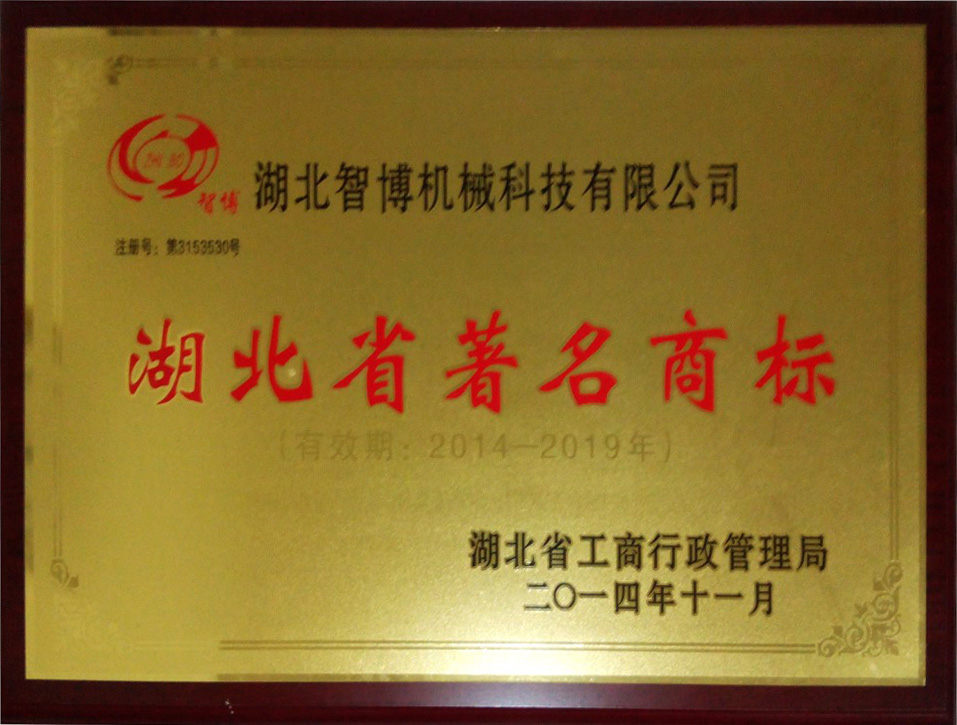 智博
湖北智博机械科技有限公司
注册号：第3153530号
湖北省著名商标
（有效期：2014—2019年）
湖北省工商行政管理局
二〇一四年十一月